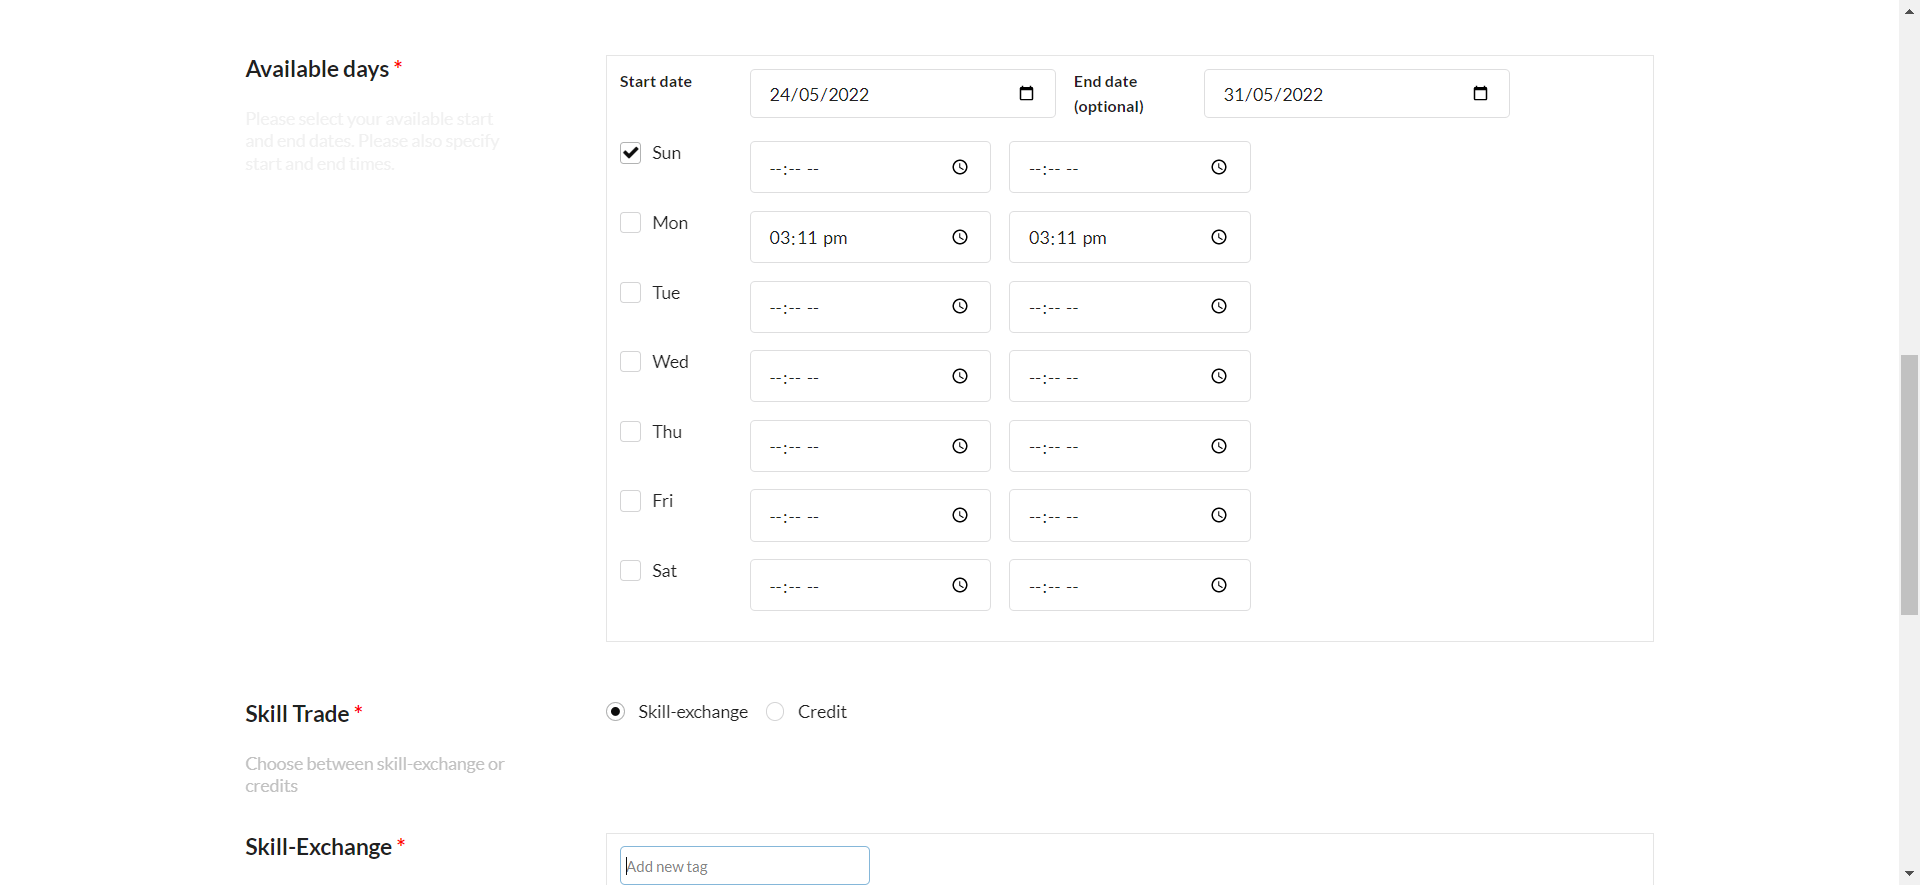 Available days *
Please select your available start
and end dates. Please also specify
start and end times.
Start date
24/05/2022
End date
(optional)
31/05/2022
Sun
--:-- --
--:-- --
Mon
03:11 pm
03:11 pm
Tue
--:-- --
--:-- --
Wed
--:-- --
--:-- --
Thu
--:-- --
--:-- --
Fri
--:-- --
--:-- --
Sat
--:-- --
--:-- --
Skill Trade *
Skill-exchange
Credit
Choose between skill-exchange or
credits
Skill-Exchange *
Add new tag